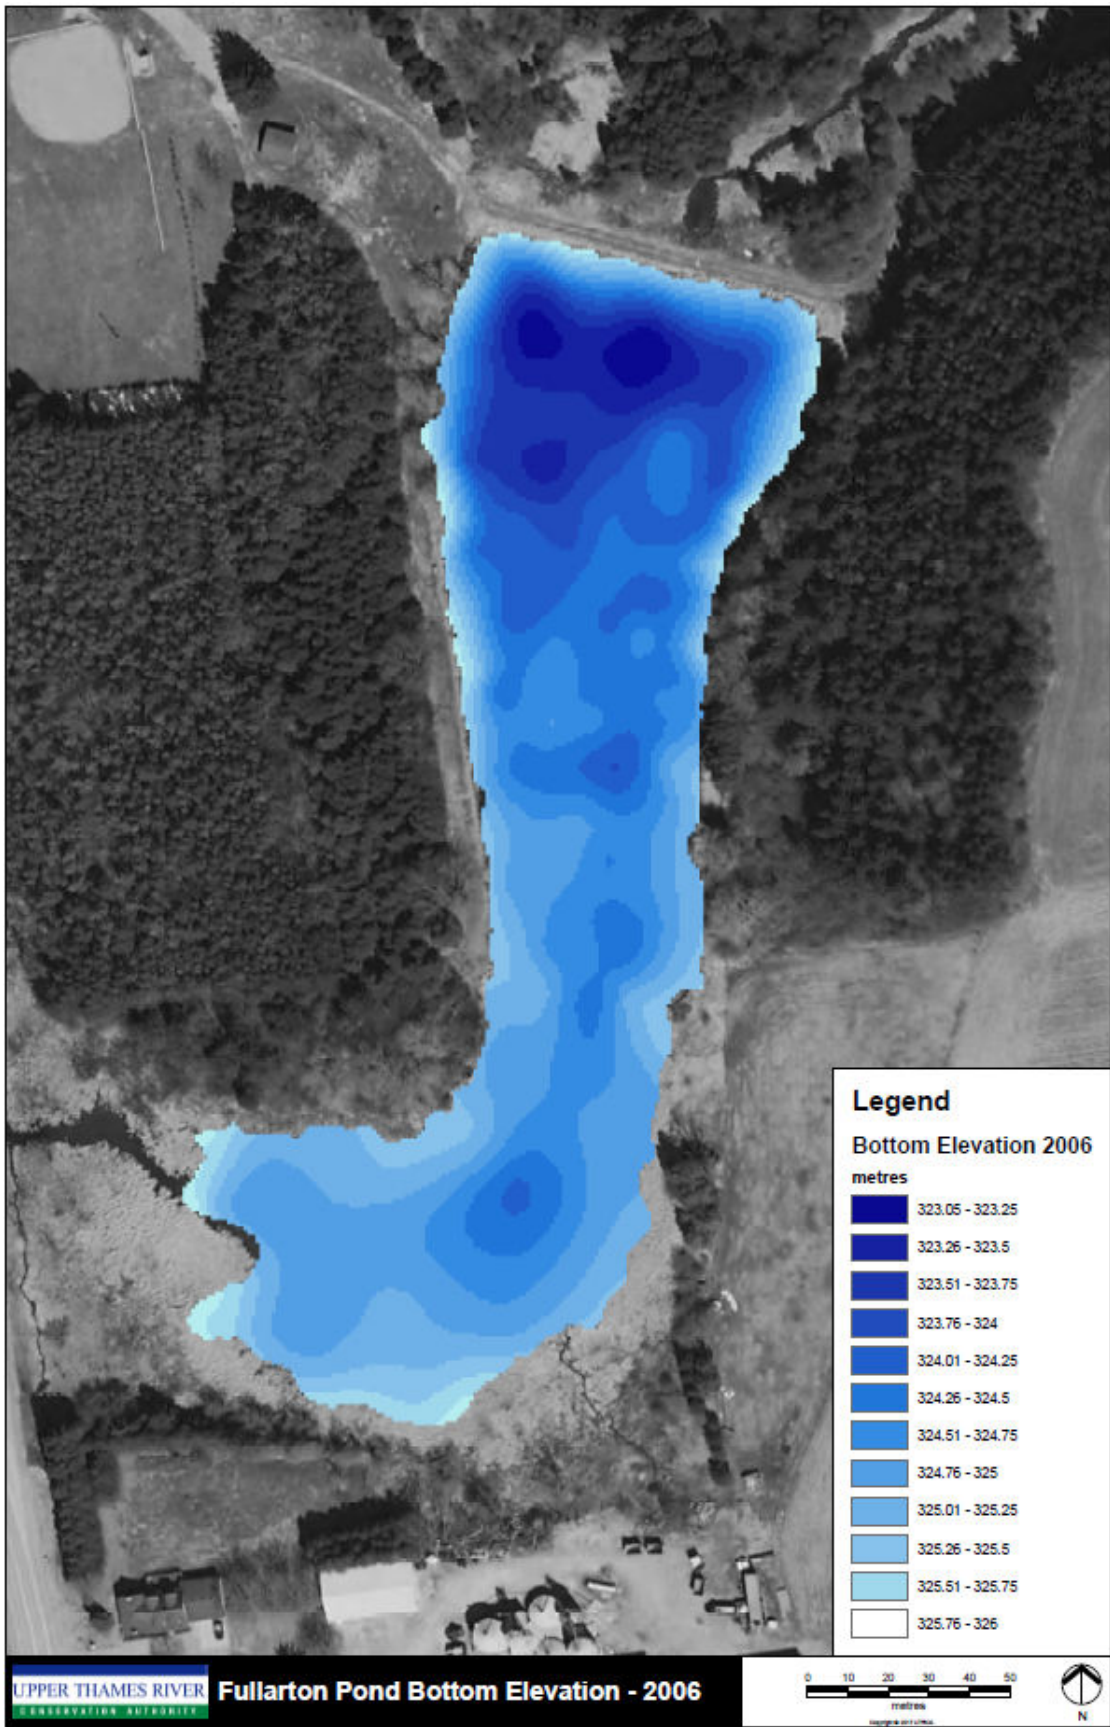 Legend
Bottom Elevation 2006
metres
323.05 - 323.25
323.26 - 323.5
323.51 - 323.75
323.76 - 324
324.01 - 324.25
324.26 - 324.5
324.51 - 324.75
324.76 - 325
325.01 - 325.25
325.26 - 325.5
325.51 - 325.75
325.76 - 326
UPPER THAMES RIVER
CONSERVATION AUTHORITY
Fullarton Pond Bottom Elevation - 2006
0 10 20 30 40 50
metres
N